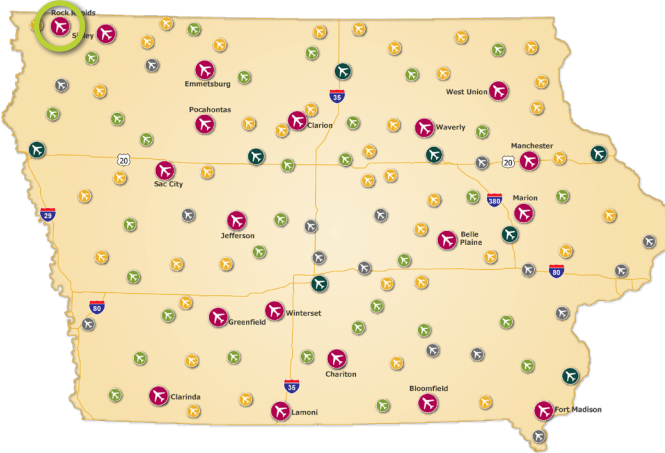 Rock Rapids
Sibley
Emmetsburg
35
West Union
Pocahontas
Clarion
Waverly
20
Manchester
20
Sac City
29
380
Marion
Jefferson
Belle
Plaine
80
80
Greenfield
Winterset
Chariton
35
Clarinda
Bloomfield
Lamoni
Fort Madison